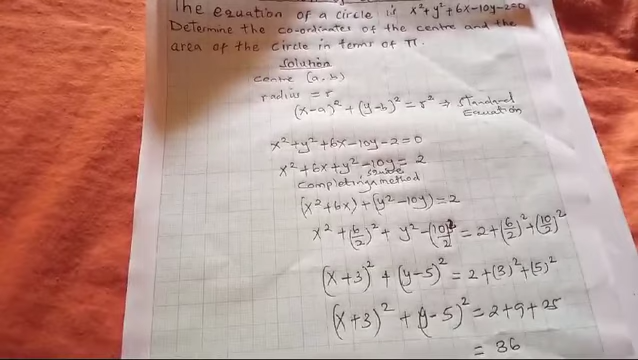 The equation of a circle is x²+y²+6x-10y-2=0
Determine the co-ordinates of the centre and the
area of the circle in terms of π.
Solution
centre (a, b)
radius = r
(x-a)² + (y-b)² = r² → Standard Equation
x²+y²+6x-10y-2=0
x²+6x+y²-10y = 2
completing square method
(x²+6x)+(y²-10y)=2
x²+(6/2)²+ y²-(10/2)² = 2+(6/2)²+(10/2)²
(x+3)² + (y-5)² = 2+(3)²+(5)²
(x+3)² + (y-5)² = 2+9+25
= 36